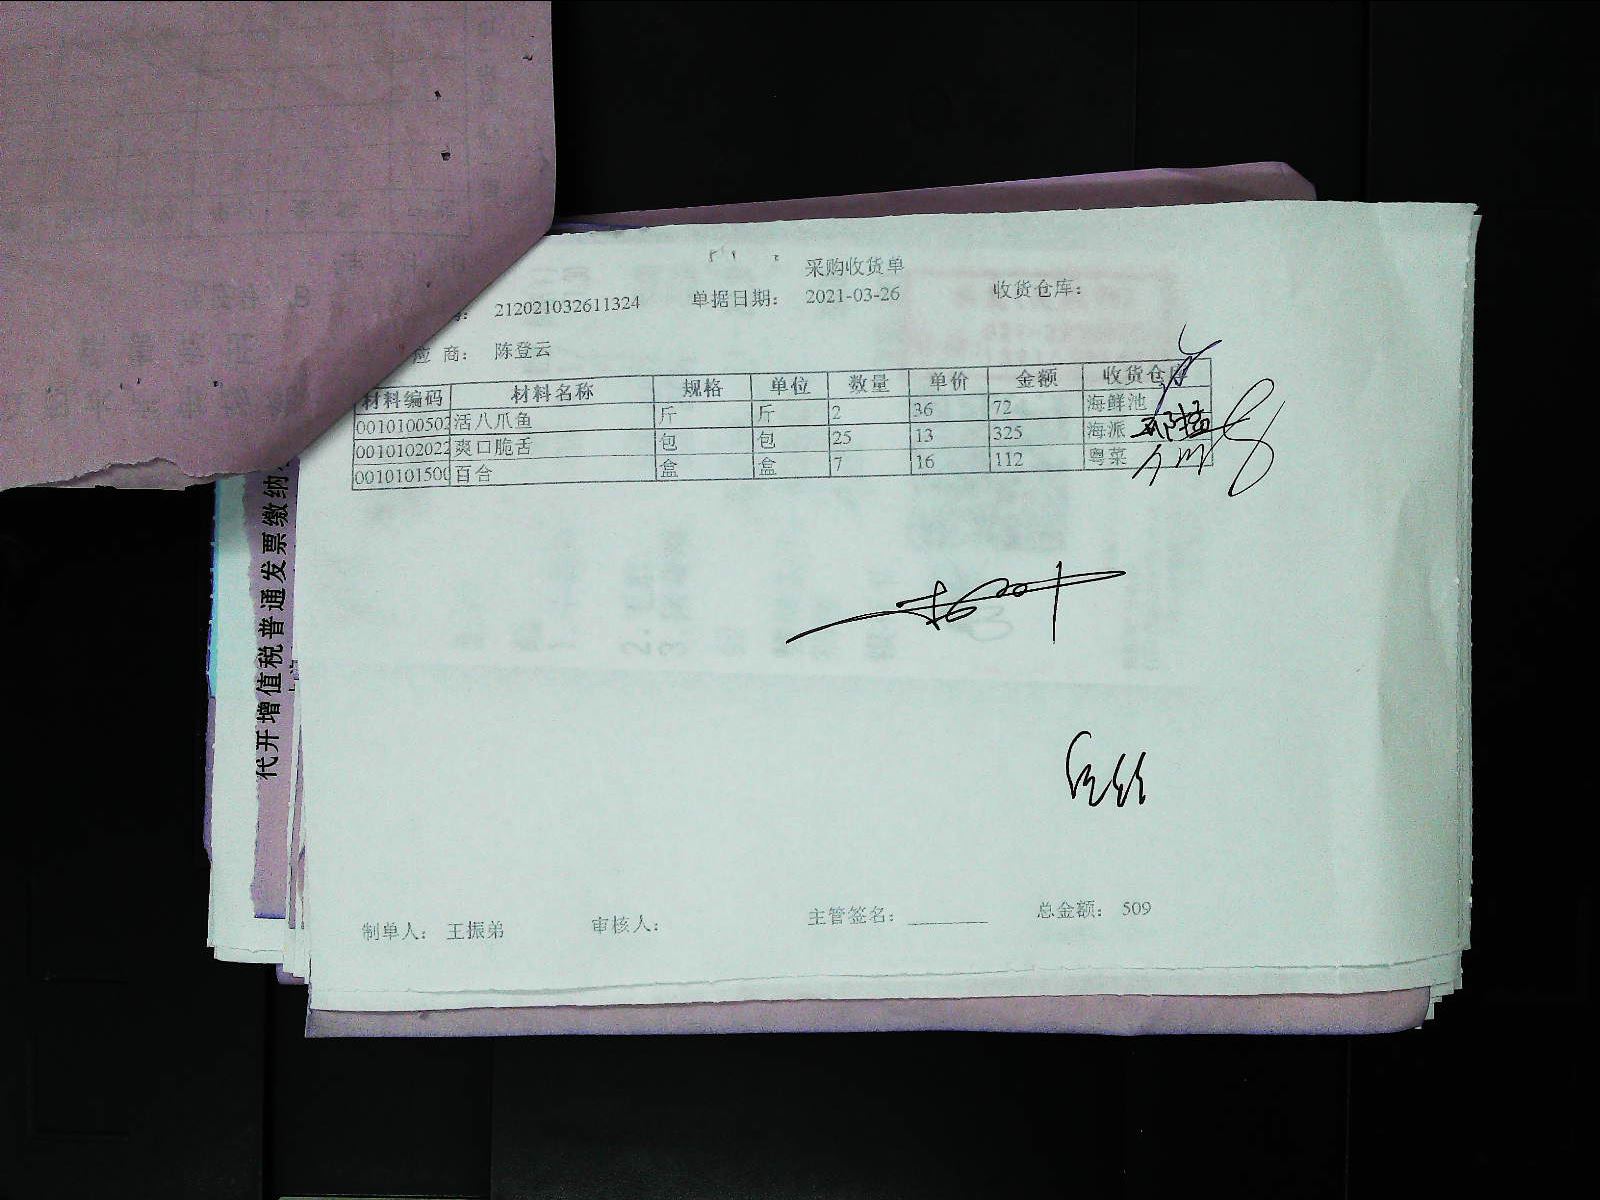 采购收货单
212021032611324 单据日期: 2021-03-26 收货仓库:
应 商: 陈登云
材料编码 材料名称 规格 单位 数量 单价 金额 收货仓库
0010100502 活八爪鱼 斤 斤 2 36 72 海鲜池
0010102022 爽口脆舌 包 包 25 13 325 海派
0010101500 百合 盒 盒 7 16 112 粤菜
制单人: 王振弟 审核人: 主管签名: 总金额: 509
代开增值税普通发票缴纳